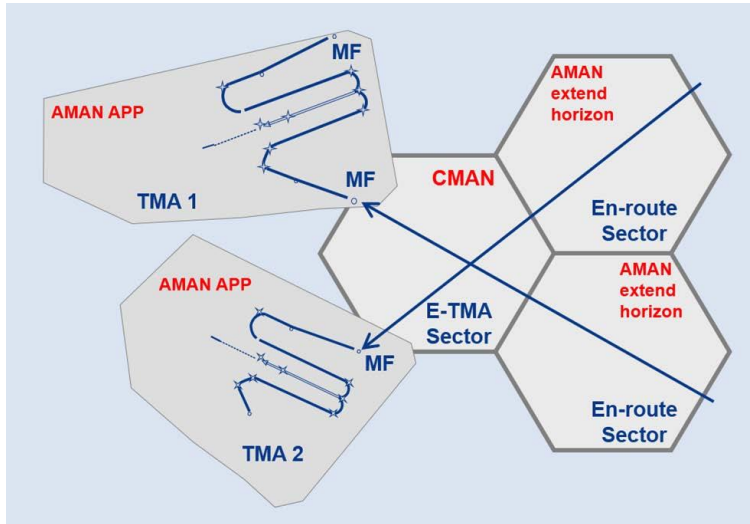 MF
AMAN APP
MF
TMA 1
AMAN
extend
horizon
CMAN
En-route
Sector
AMAN APP
E-TMA
Sector
MF
TMA 2
AMAN
extend
horizon
En-route
Sector